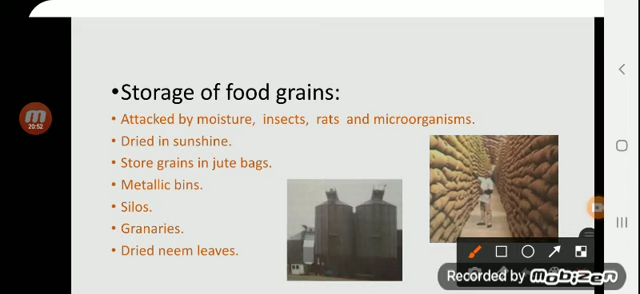 •Storage of food grains:
• Attacked by moisture, insects, rats and microorganisms.
• Dried in sunshine.
• Store grains in jute bags.
• Metallic bins.
• Silos.
• Granaries.
• Dried neem leaves.
20:52
Recorded by mobizen